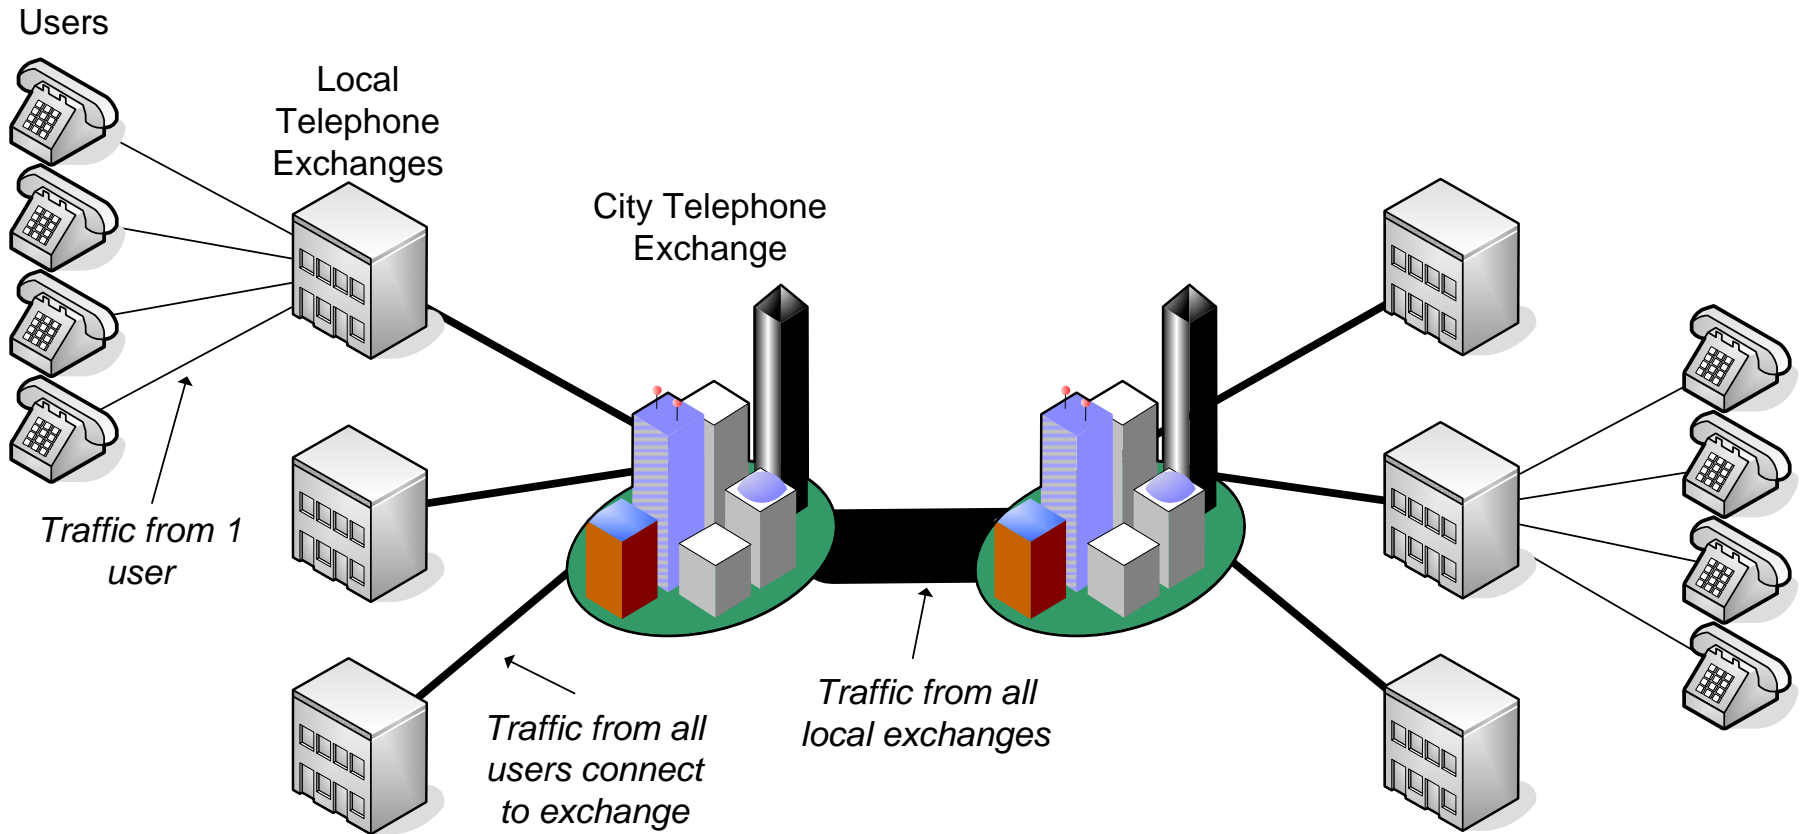 Users
Local
Telephone
Exchanges
City Telephone
Exchange
Traffic from 1
user
Traffic from all
users connect
to exchange
Traffic from all
local exchanges